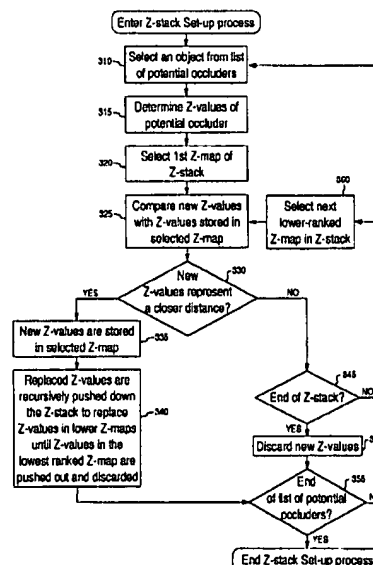 Enter Z-stack Set-up process
310
Select an object from list
of potential occluders
315
Determine Z-values of
potential occluder
320
Select 1st Z-map of
Z-stack
325
Compare new Z-values
with Z-values stored in
selected Z-map
Select next
lower-ranked
Z-map in Z-stack
330
New
Z-values represent
a closer distance?
YES
NO
New Z-values are stored
in selected Z-map
335
Replaced Z-values are
recursively pushed down
the Z-stack to replace
Z-values in lower Z-maps
until Z-values in the
lowest ranked Z-map are
pushed out and discarded
340
345
End of Z-stack?
YES
Discard new Z-values
355
End
of list of potential
occluders?
YES
End Z-stack Set-up process